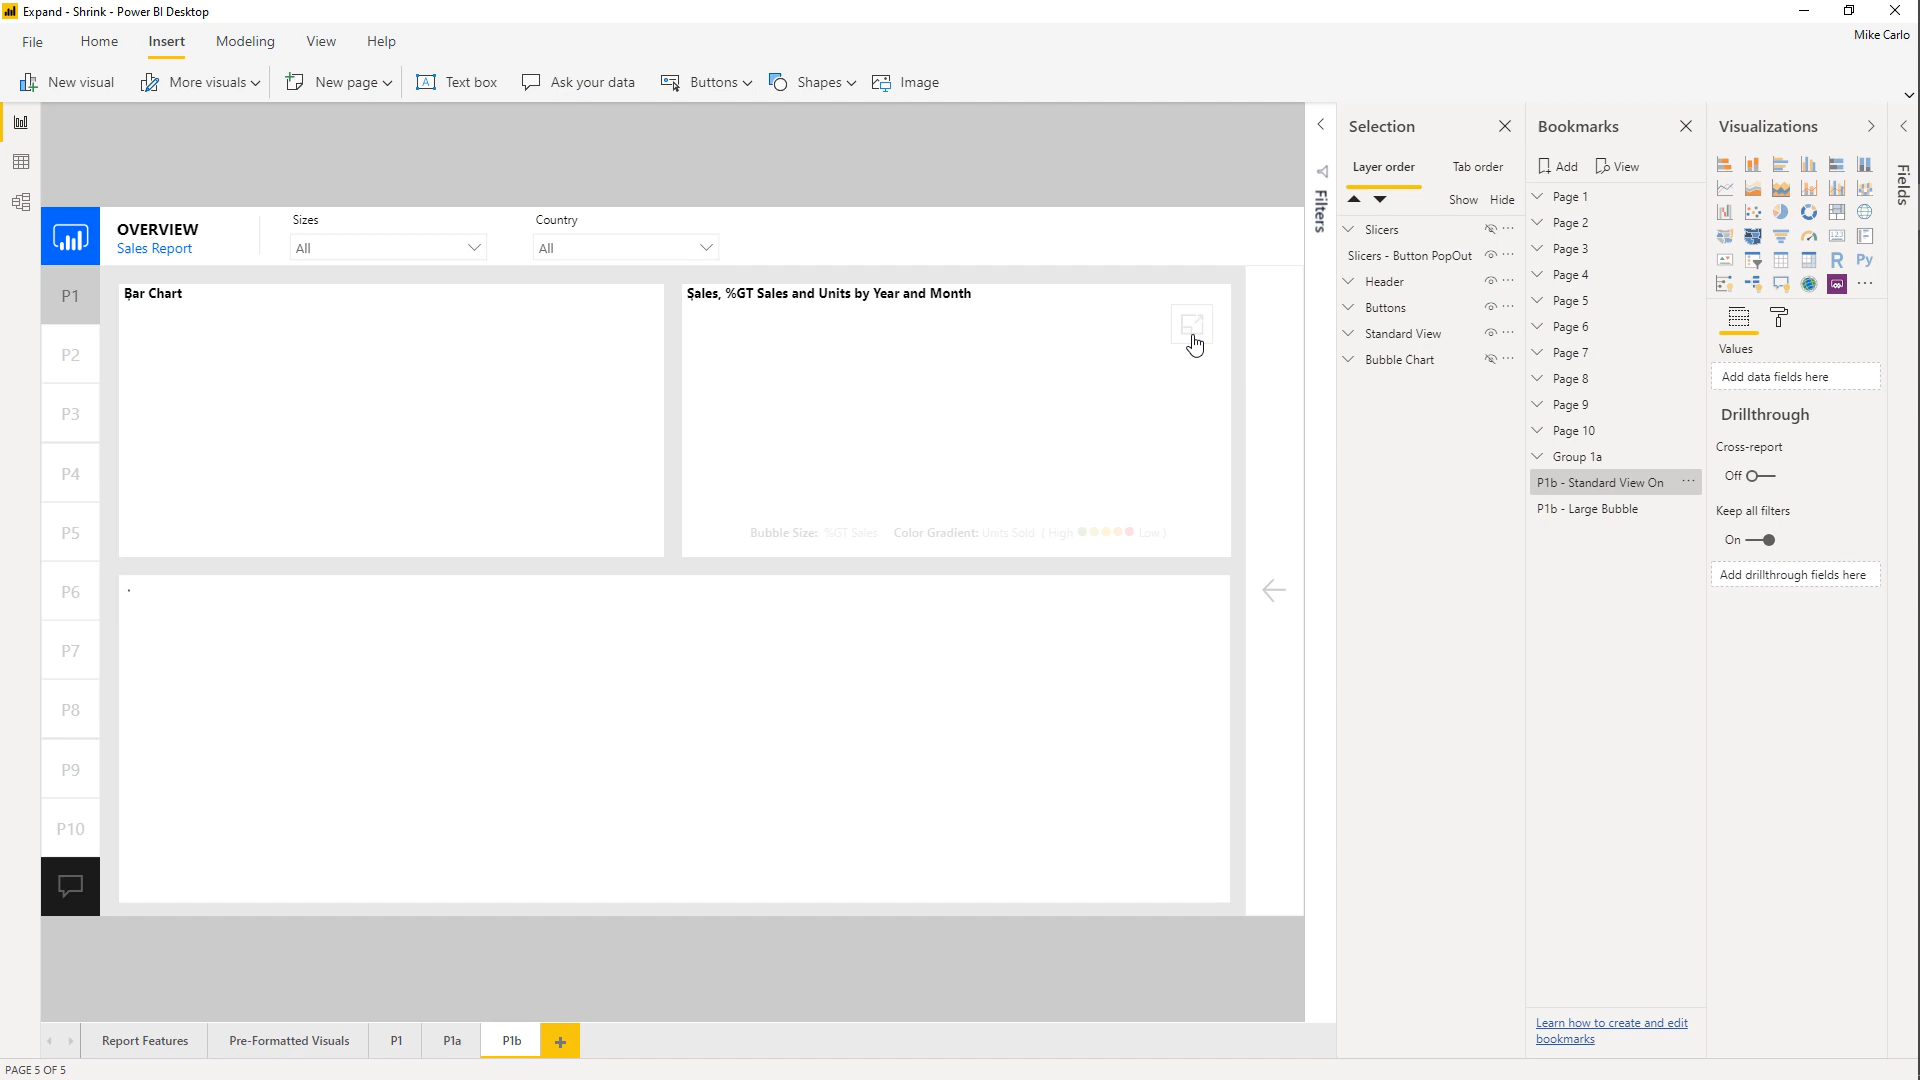 Expand - Shrink - Power BI Desktop
Mike Carlo
File Home Insert Modeling View Help
New visual More visuals New page Text box Ask your data Buttons Shapes Image
OVERVIEW
Sales Report
Sizes
All
Country
All
P1
P2
P3
P4
P5
P6
P7
P8
P9
P10
Bar Chart
Sales, %GT Sales and Units by Year and Month
Bubble Size: %GT Sales Color Gradient: Units Sold ( High Low )
Filters
Selection
Layer order Tab order
Show Hide
Slicers
Slicers - Button PopOut
Header
Buttons
Standard View
Bubble Chart
Bookmarks
Add View
Page 1
Page 2
Page 3
Page 4
Page 5
Page 6
Page 7
Page 8
Page 9
Page 10
Group 1a
P1b - Standard View On
P1b - Large Bubble
Learn how to create and edit
bookmarks
Visualizations
R Py
Values
Add data fields here
Drillthrough
Cross-report
Off
Keep all filters
On
Add drillthrough fields here
Fields
Report Features Pre-Formatted Visuals P1 P1a P1b
PAGE 5 OF 5